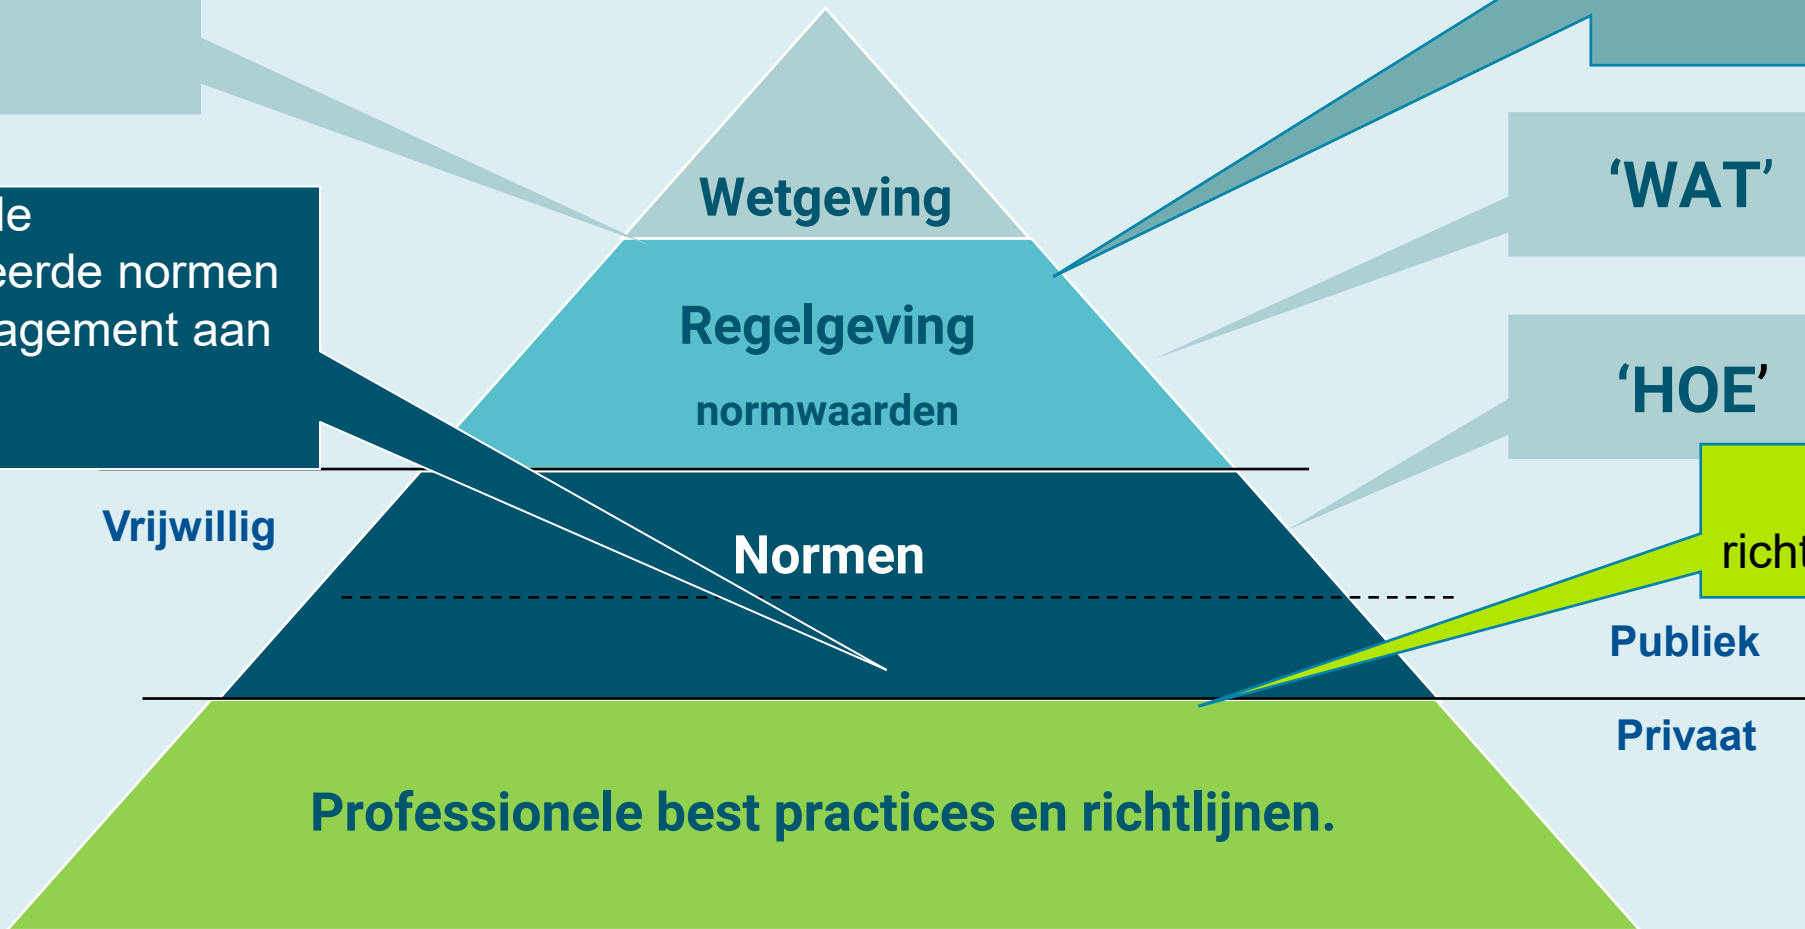 Wetgeving
‘WAT’
eerde normen
agement aan
Regelgeving
normwaarden
‘HOE’
Vrijwillig
Normen
richt
Publiek
Privaat
Professionele best practices en richtlijnen.